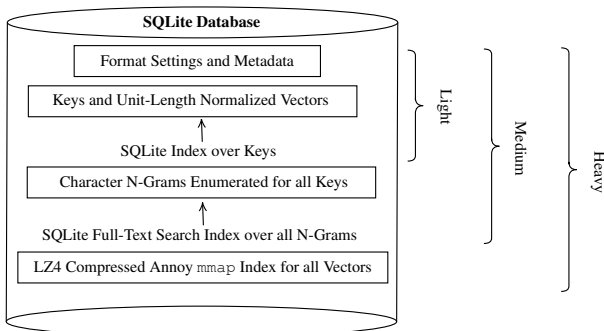 SQLite Database
Format Settings and Metadata
Keys and Unit-Length Normalized Vectors
SQLite Index over Keys
Character N-Grams Enumerated for all Keys
SQLite Full-Text Search Index over all N-Grams
LZ4 Compressed Annoy mmap Index for all Vectors
Light
Medium
Heavy